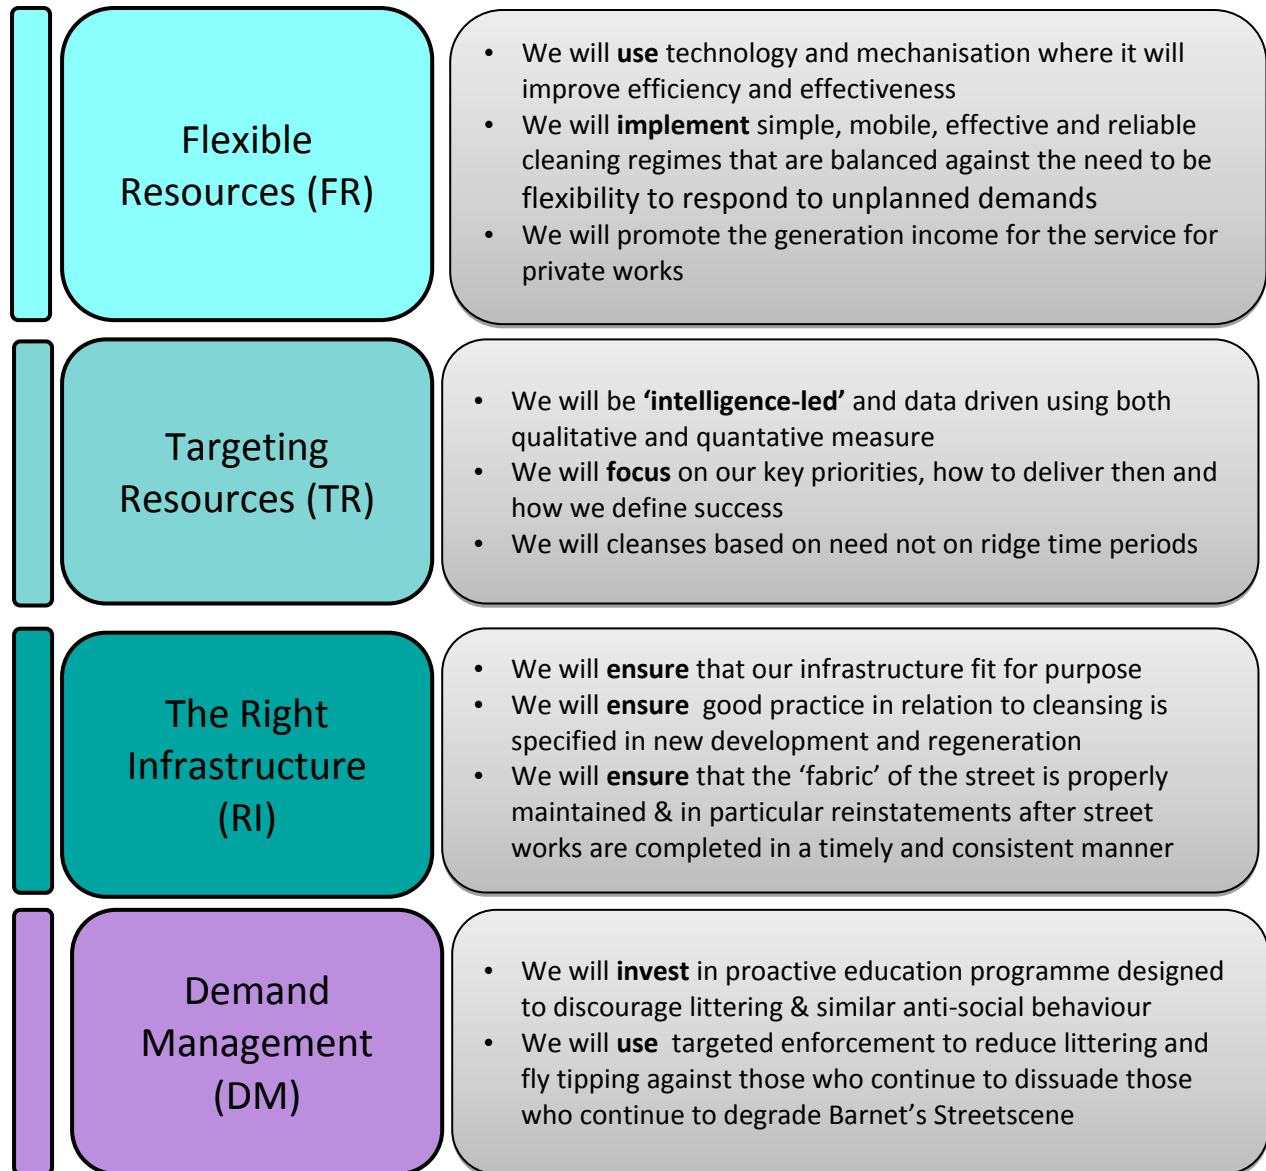 Flexible
Resources (FR)
• We will use technology and mechanisation where it will
improve efficiency and effectiveness
• We will implement simple, mobile, effective and reliable
cleaning regimes that are balanced against the need to be
flexibility to respond to unplanned demands
• We will promote the generation income for the service for
private works
Targeting
Resources (TR)
• We will be ‘intelligence-led’ and data driven using both
qualitative and quantative measure
• We will focus on our key priorities, how to deliver then and
how we define success
• We will cleanses based on need not on ridge time periods
The Right
Infrastructure
(RI)
• We will ensure that our infrastructure fit for purpose
• We will ensure good practice in relation to cleansing is
specified in new development and regeneration
• We will ensure that the ‘fabric’ of the street is properly
maintained & in particular reinstatements after street
works are completed in a timely and consistent manner
Demand
Management
(DM)
• We will invest in proactive education programme designed
to discourage littering & similar anti-social behaviour
• We will use targeted enforcement to reduce littering and
fly tipping against those who continue to dissuade those
who continue to degrade Barnet’s Streetscene